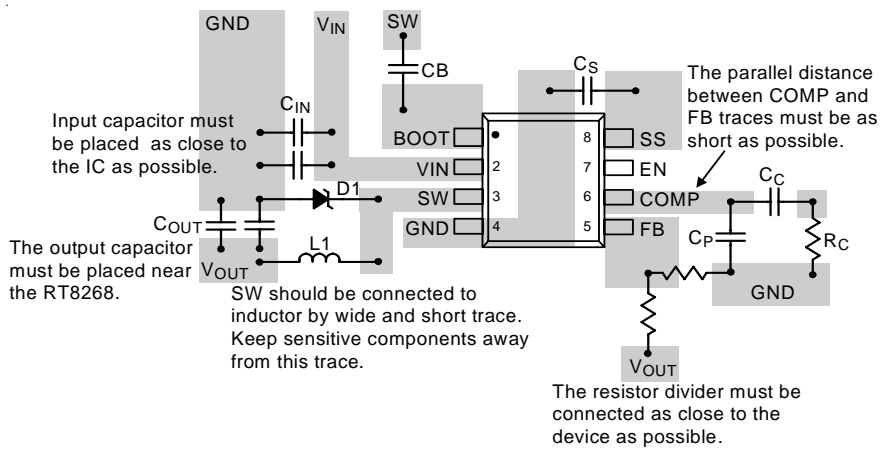 GND
VIN
SW
CB
CS
The parallel distance
between COMP and
FB traces must be as
short as possible.
Input capacitor must
be placed as close to
the IC as possible.
CIN
BOOT
VIN
SW
GND
2
3
4
8
7
6
5
SS
EN
COMP
FB
D1
COUT
L1
VOUT
The output capacitor
must be placed near
the RT8268.
SW should be connected to
inductor by wide and short trace.
Keep sensitive components away
from this trace.
CC
CP
RC
GND
VOUT
The resistor divider must be
connected as close to the
device as possible.